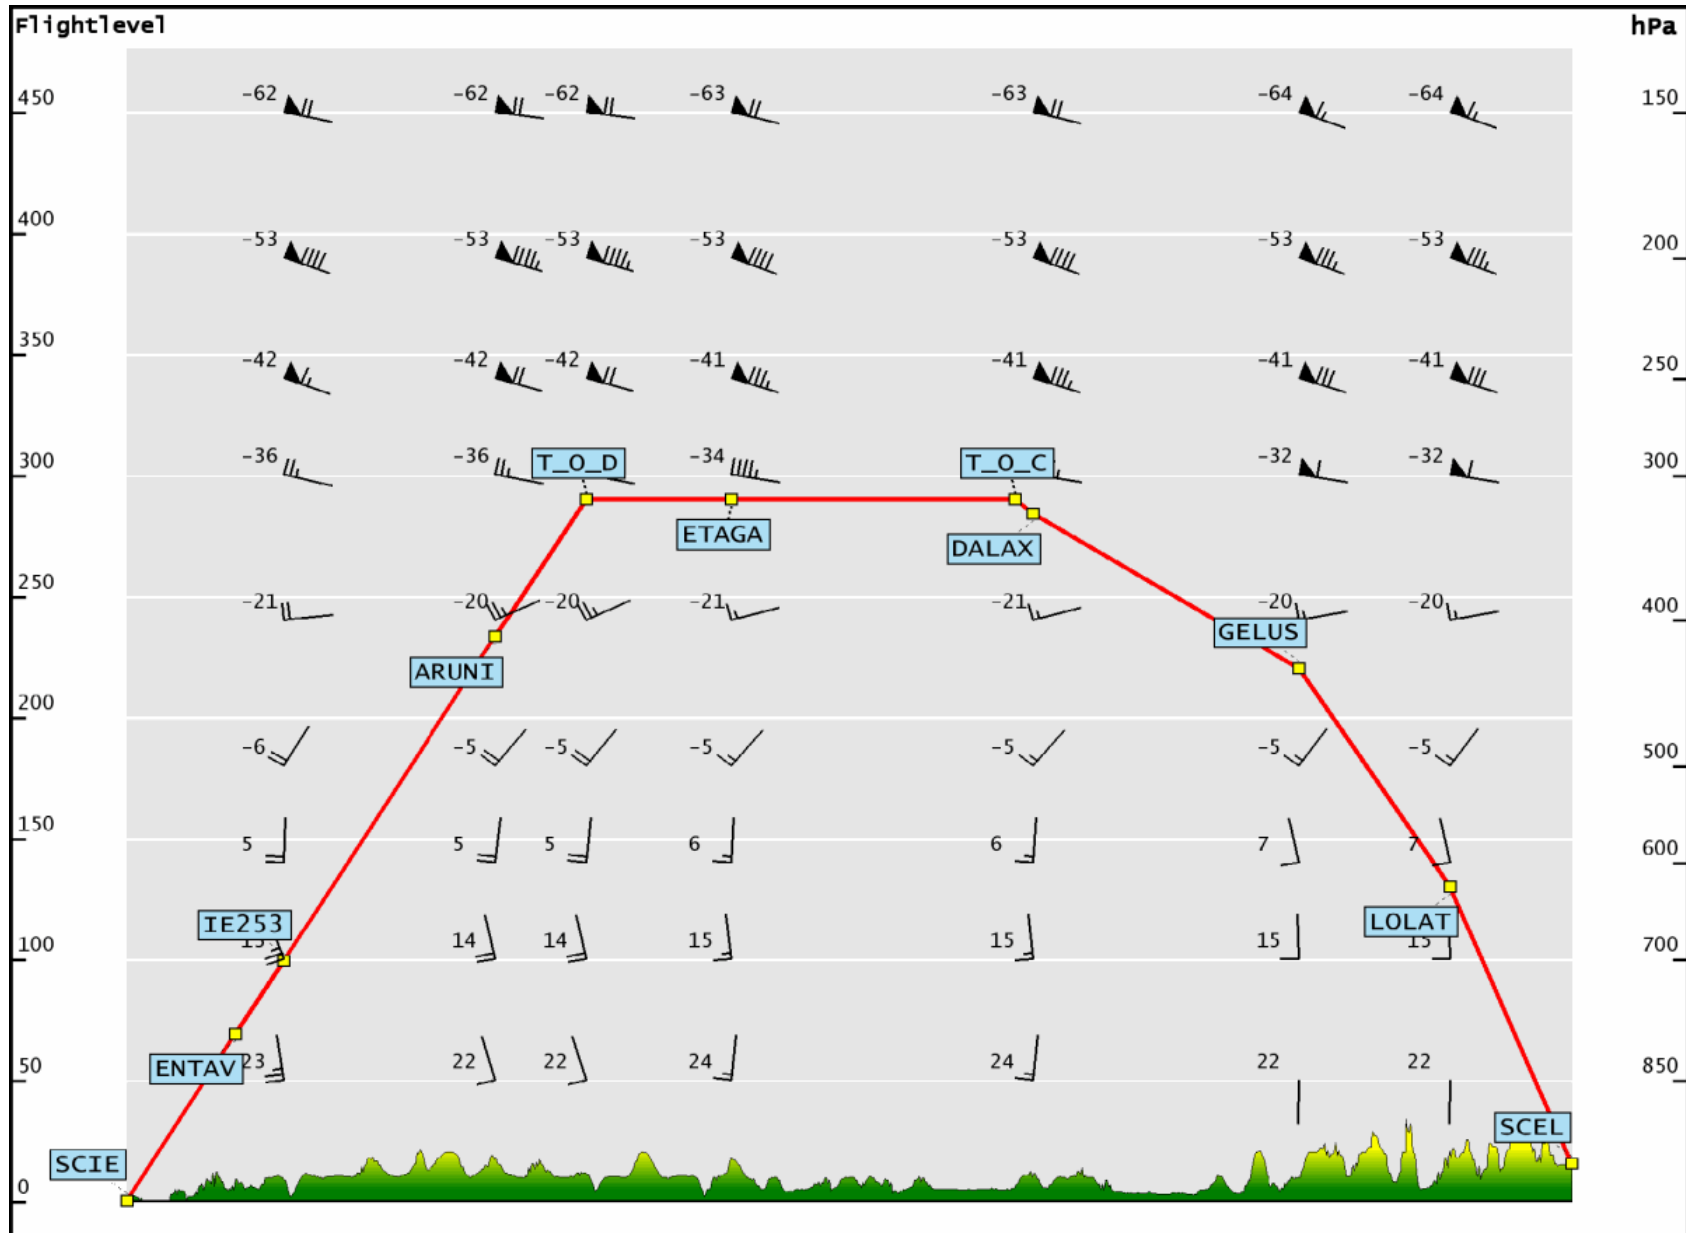 Flightlevel hPa
450 -62 -62 -62 -63 -63 -64 -64 150
400 -53 -53 -53 -53 -53 -53 -53 200
350 -42 -42 -42 -41 -41 -41 -41 250
300 -36 -36 T_O_D -34 T_O_C -32 -32 300
ETAGA DALAX
250 -21 -20 -20 -21 -21 -20 -20 400
GELUS
ARUNI
200 -6 -5 -5 -5 -5 -5 -5 500
150 5 5 5 6 6 7 7 600
IE253 LOLAT
100 15 14 14 15 15 15 15 700
50 ENTAV 23 22 22 24 24 22 22 850
SCIE SCEL
0